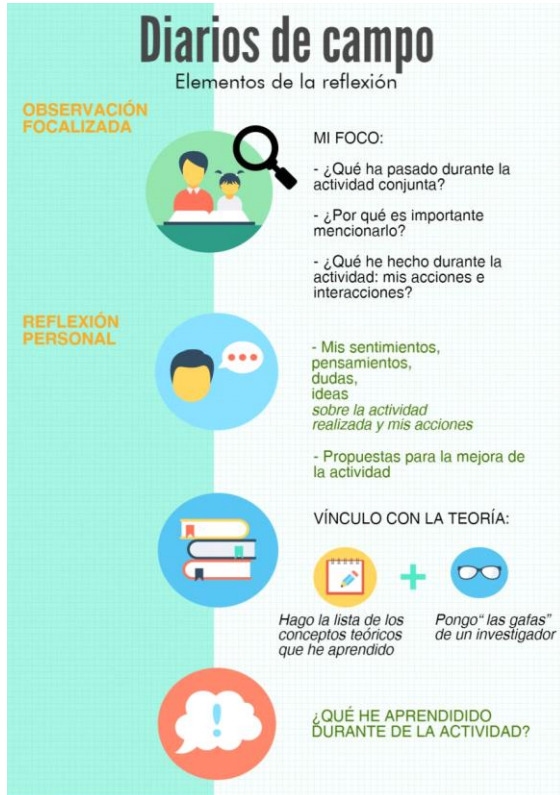 Diarios de campo
Elementos de la reflexión
OBSERVACIÓN
FOCALIZADA
MI FOCO:
- ¿Qué ha pasado durante la
actividad conjunta?
- ¿Por qué es importante
mencionarlo?
- ¿Qué he hecho durante la
actividad: mis acciones e
interacciones?
REFLEXIÓN
PERSONAL
- Mis sentimientos,
pensamientos,
dudas,
ideas
sobre la actividad
realizada y mis acciones
- Propuestas para la mejora de
la actividad
VÍNCULO CON LA TEORÍA:
Hago la lista de los
conceptos teóricos
que he aprendido
Pongo“ las gafas”
de un investigador
¿QUÉ HE APRENDIDIDO
DURANTE DE LA ACTIVIDAD?